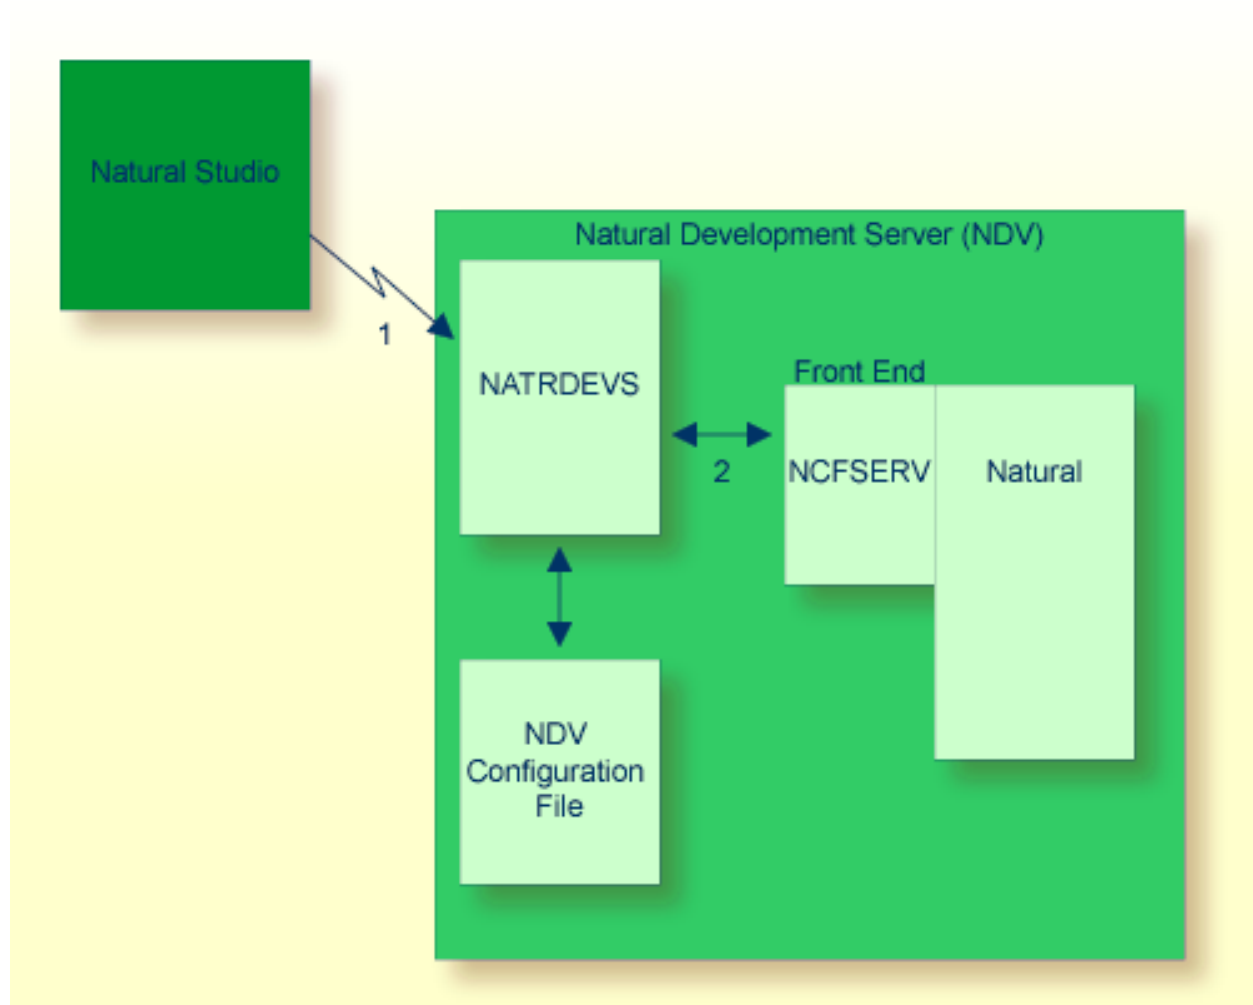 Natural Studio
Natural Development Server (NDV)
1
NATRDEVS
Front End
2
NCFSERV
Natural
NDV
Configuration
File